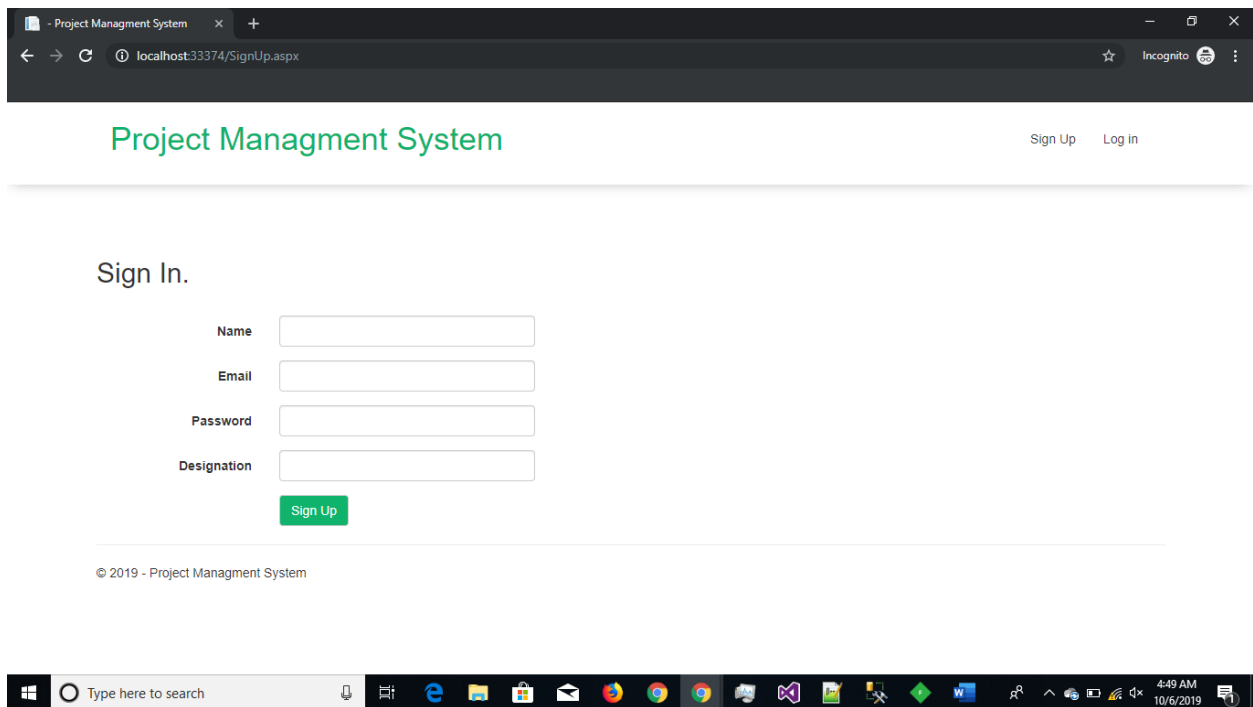 - Project Managment System
localhost:33374/SignUp.aspx
Incognito
Project Managment System
Sign Up
Log in
Sign In.
Name
Email
Password
Designation
Sign Up
© 2019 - Project Managment System
Type here to search
4:49 AM
10/6/2019